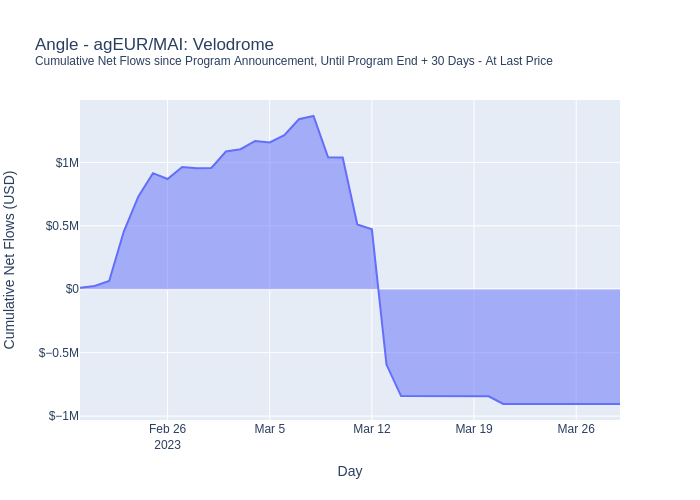 Angle - agEUR/MAI: Velodrome
Cumulative Net Flows since Program Announcement, Until Program End + 30 Days - At Last Price
Cumulative Net Flows (USD)
$1M
$0.5M
$0
$−0.5M
$−1M
Feb 26
2023
Mar 5
Mar 12
Mar 19
Mar 26
Day